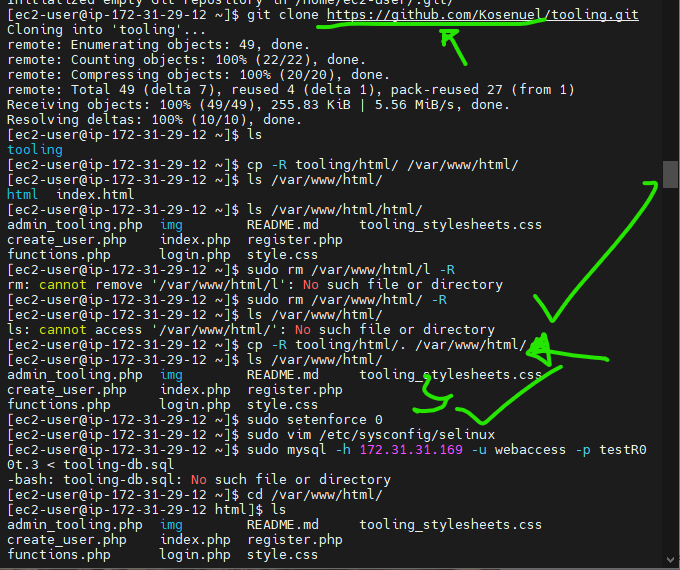 Initialized empty Git repository in /home/ec2-user/.git/
[ec2-user@ip-172-31-29-12 ~]$ git clone https://github.com/Kosenuel/tooling.git
Cloning into 'tooling'...
remote: Enumerating objects: 49, done.
remote: Counting objects: 100% (22/22), done.
remote: Compressing objects: 100% (20/20), done.
remote: Total 49 (delta 7), reused 4 (delta 1), pack-reused 27 (from 1)
Receiving objects: 100% (49/49), 255.83 KiB | 5.56 MiB/s, done.
Resolving deltas: 100% (10/10), done.
[ec2-user@ip-172-31-29-12 ~]$ ls
tooling
[ec2-user@ip-172-31-29-12 ~]$ cp -R tooling/html/ /var/www/html/
[ec2-user@ip-172-31-29-12 ~]$ ls /var/www/html/
html  index.html
[ec2-user@ip-172-31-29-12 ~]$ ls /var/www/html/html/
admin_tooling.php  img        README.md     tooling_stylesheets.css
create_user.php    index.php  register.php
functions.php      login.php  style.css
[ec2-user@ip-172-31-29-12 ~]$ sudo rm /var/www/html/l -R
rm: cannot remove '/var/www/html/l': No such file or directory
[ec2-user@ip-172-31-29-12 ~]$ sudo rm /var/www/html/ -R
[ec2-user@ip-172-31-29-12 ~]$ ls /var/www/html/
ls: cannot access '/var/www/html/': No such file or directory
[ec2-user@ip-172-31-29-12 ~]$ cp -R tooling/html/. /var/www/html/
[ec2-user@ip-172-31-29-12 ~]$ ls /var/www/html/
admin_tooling.php  img        README.md     tooling_stylesheets.css
create_user.php    index.php  register.php
functions.php      login.php  style.css
[ec2-user@ip-172-31-29-12 ~]$ sudo setenforce 0
[ec2-user@ip-172-31-29-12 ~]$ sudo vim /etc/sysconfig/selinux
[ec2-user@ip-172-31-29-12 ~]$ sudo mysql -h 172.31.31.169 -u webaccess -p testR0
0t.3 < tooling-db.sql
-bash: tooling-db.sql: No such file or directory
[ec2-user@ip-172-31-29-12 ~]$ cd /var/www/html/
[ec2-user@ip-172-31-29-12 html]$ ls
admin_tooling.php  img        README.md     tooling_stylesheets.css
create_user.php    index.php  register.php
functions.php      login.php  style.css